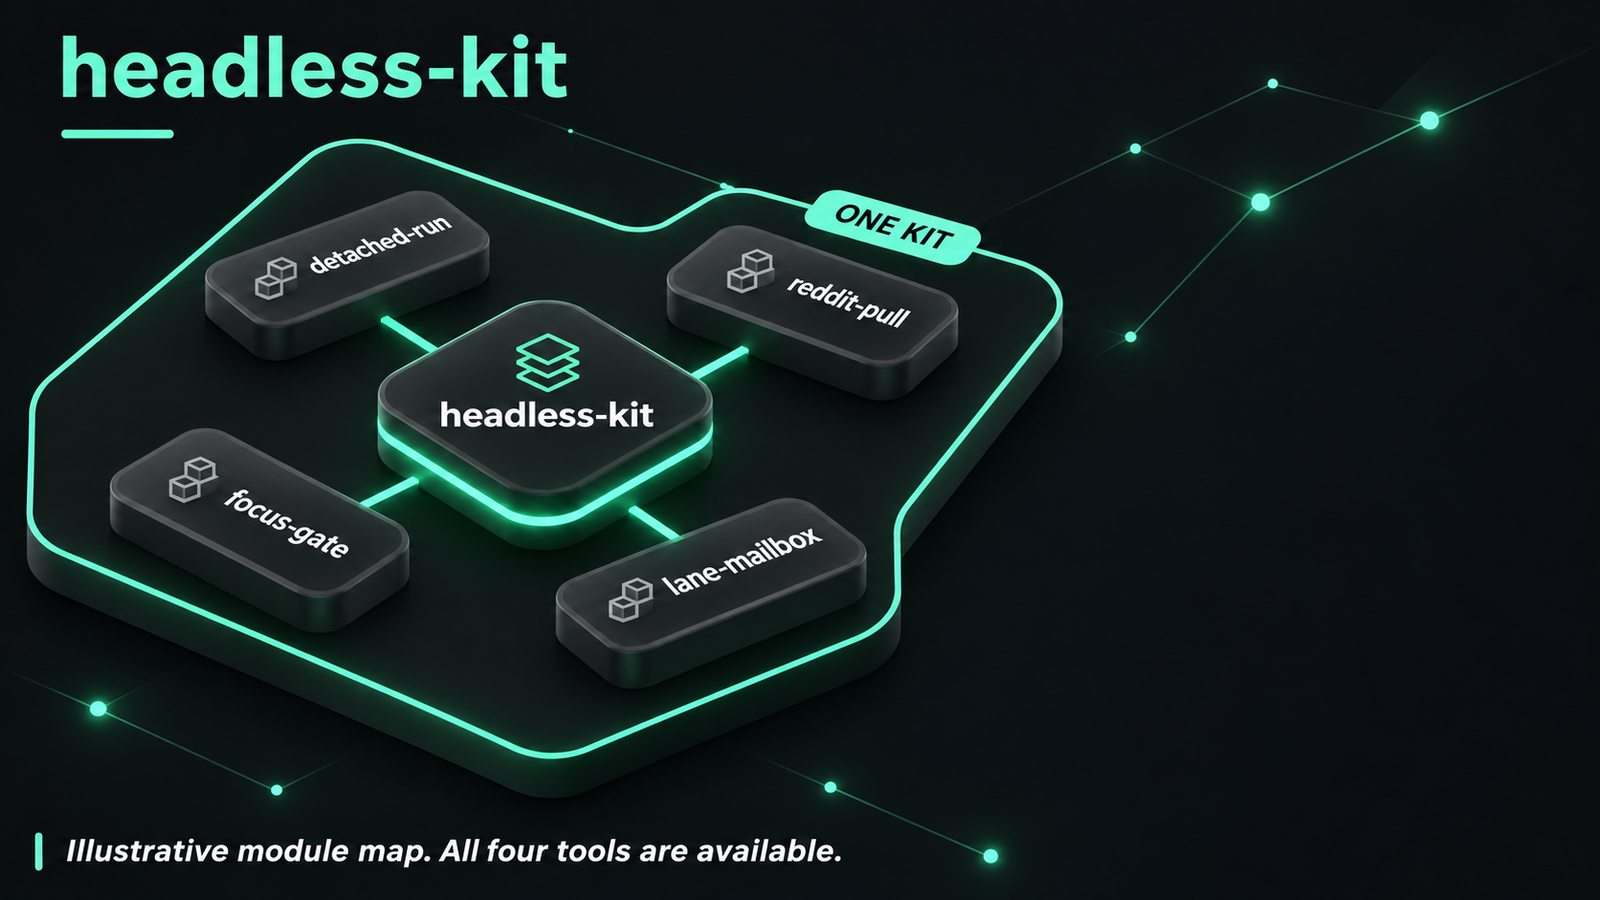 headless-kit
ONE KIT
detached-run
reddit-pull
headless-kit
focus-gate
lane-mailbox
Illustrative module map. All four tools are available.